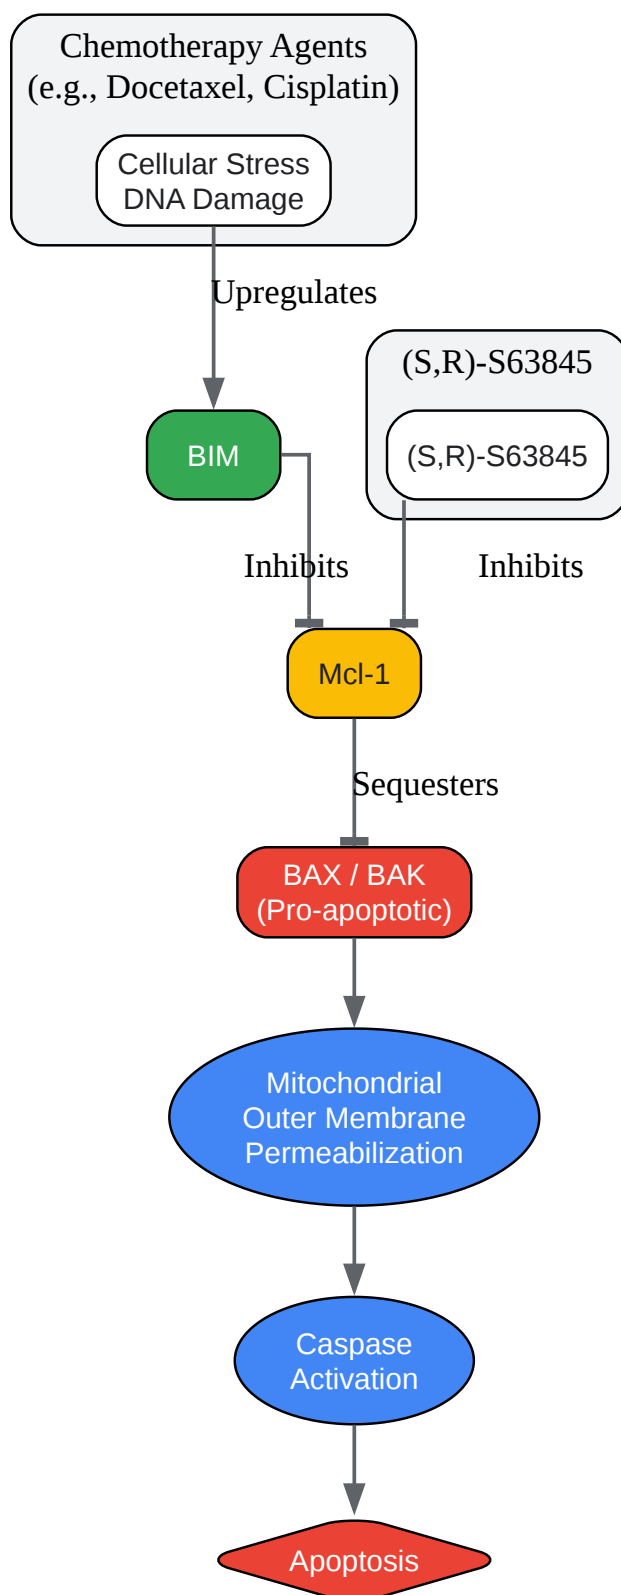 Chemotherapy Agents
(e.g., Docetaxel, Cisplatin)
Cellular Stress
DNA Damage
Upregulates
(S,R)-S63845
(S,R)-S63845
BIM
Inhibits
Inhibits
Mcl-1
Sequesters
BAX / BAK
(Pro-apoptotic)
Mitochondrial
Outer Membrane
Permeabilization
Caspase
Activation
Apoptosis